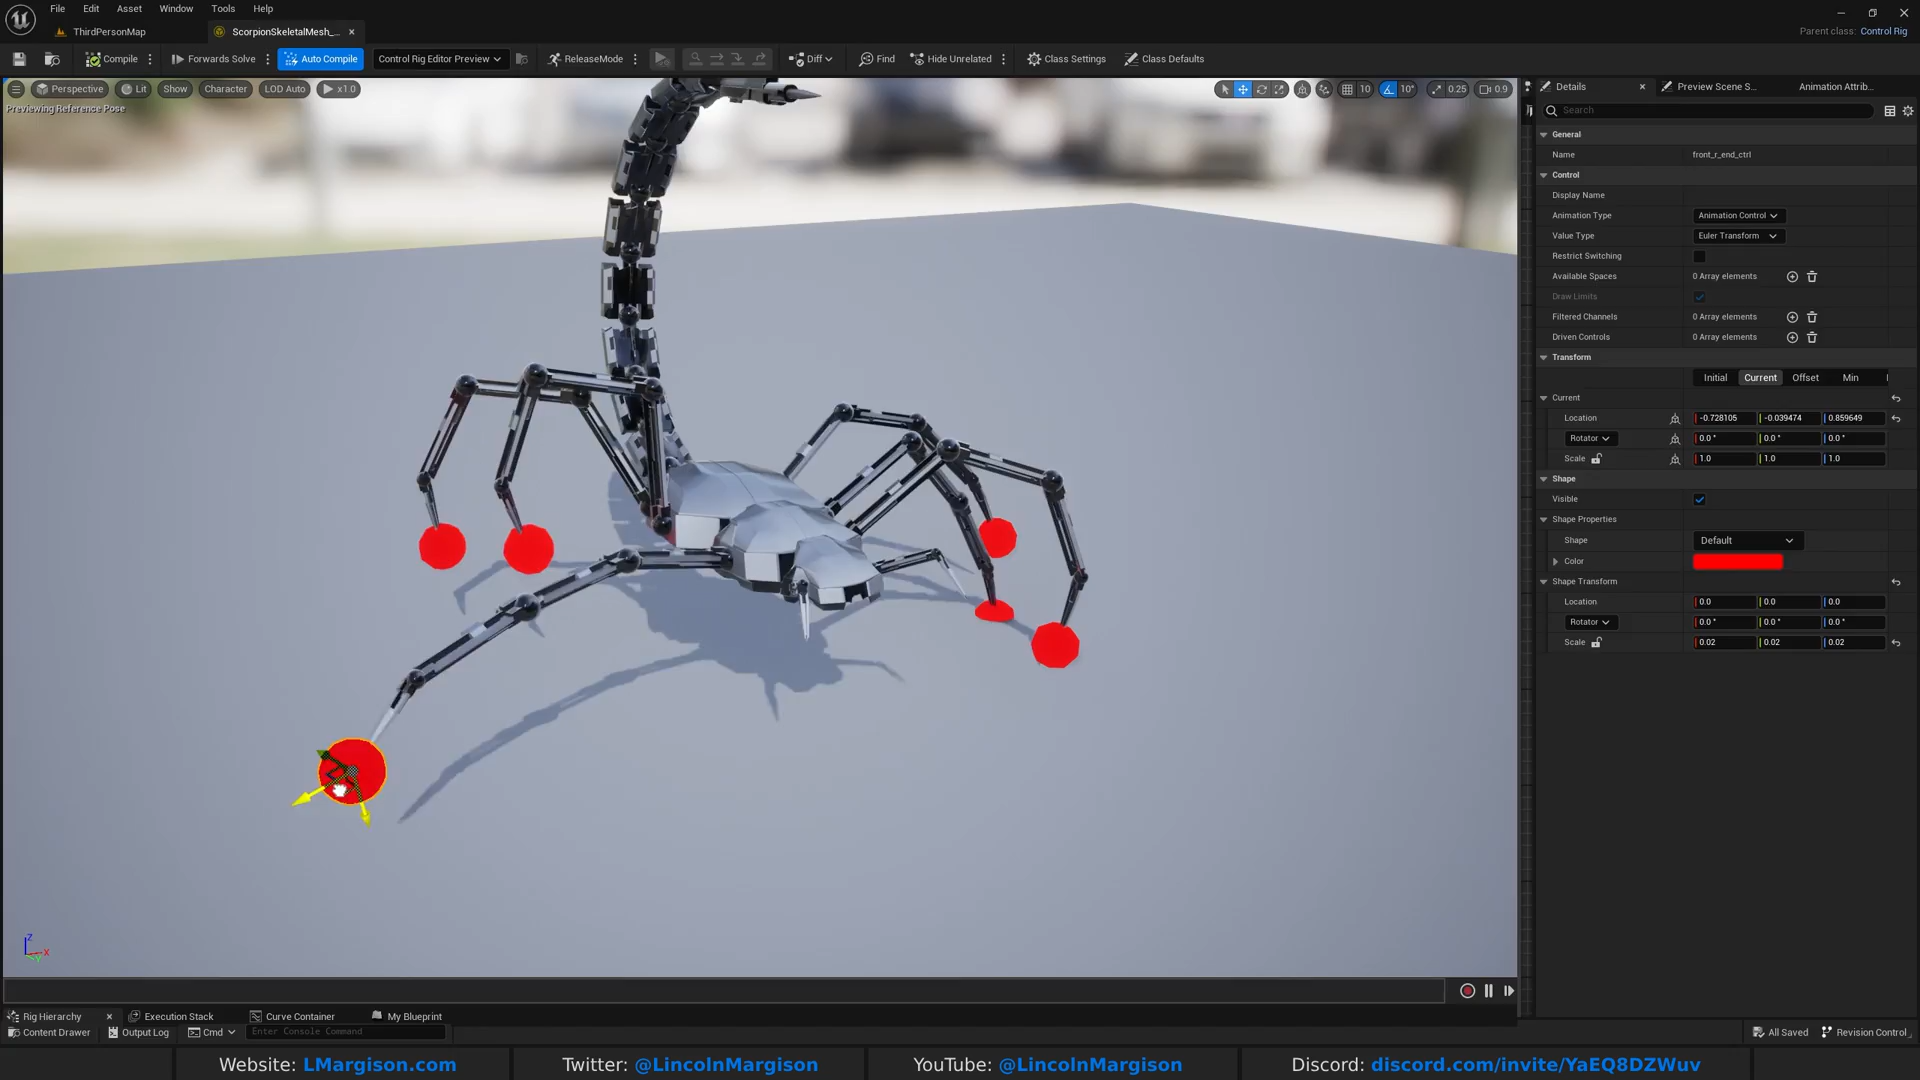 File Edit Asset Window Tools Help
ThirdPersonMap ScorpionSkeletalMesh_...
Parent class: Control Rig
Compile Forwards Solve Auto Compile Control Rig Editor Preview ReleaseMode Diff Find Hide Unrelated Class Settings Class Defaults
Perspective Lit Show Character LOD Auto x1.0 10 10° 0.25 0.9
Previewing Reference Pose
Details Preview Scene S... Animation Attrib...
Search
General
Name front_r_end_ctrl
Control
Display Name
Animation Type Animation Control
Value Type Euler Transform
Restrict Switching
Available Spaces 0 Array elements
Draw Limits
Filtered Channels 0 Array elements
Driven Controls 0 Array elements
Transform
Initial Current Offset Min
Current
Location -0.728105 -0.039474 0.859649
Rotator 0.0 ° 0.0 ° 0.0 °
Scale 1.0 1.0 1.0
Shape
Visible
Shape Properties
Shape Default
Color
Shape Transform
Location 0.0 0.0 0.0
Rotator 0.0 ° 0.0 ° 0.0 °
Scale 0.02 0.02 0.02
Z
X
Y
Rig Hierarchy Execution Stack Curve Container My Blueprint
Content Drawer Output Log Cmd Enter Console Command All Saved Revision Control
Website: LMargison.com Twitter: @LincolnMargison YouTube: @LincolnMargison Discord: discord.com/invite/YaEQ8DZWuv